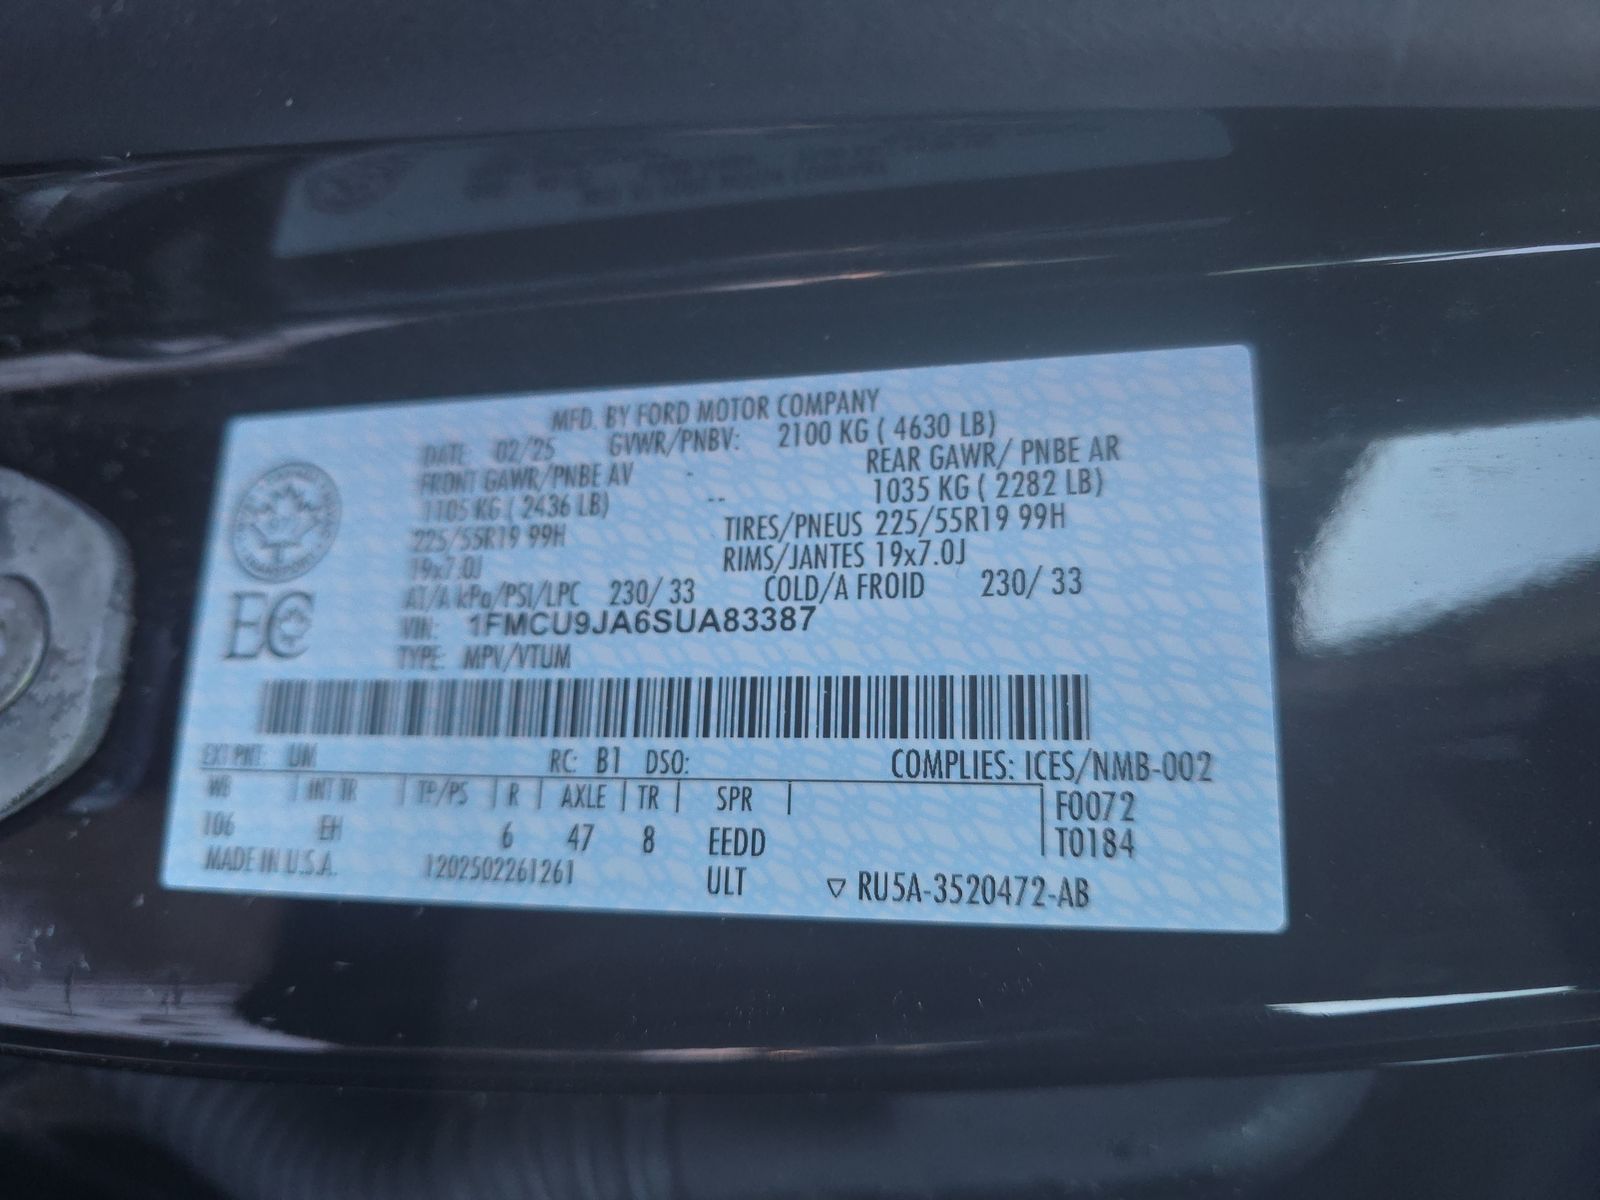 MFD. BY FORD MOTOR COMPANY
DATE: 02/25 GVWR/PNBV: 2100 KG ( 4630 LB)
FRONT GAWR/PNBE AV REAR GAWR/ PNBE AR
1105 KG ( 2436 LB) 1035 KG ( 2282 LB)
225/55R19 99H TIRES/PNEUS 225/55R19 99H
19x7.0J RIMS/JANTES 19x7.0J
AT/A kPa/PSI/LPC 230/ 33 COLD/A FROID 230/ 33
VIN: 1FMCU9JA6SUA83387
TYPE: MPV/VTUM
EC
EXT PNT: UM RC: B1 DSO: COMPLIES: ICES/NMB-002
WB | INT TR | TP/PS | R | AXLE | TR | SPR | F0072
106 EH 6 47 8 EEDD T0184
MADE IN U.S.A. 1202502261261 ULT ▽ RU5A-3520472-AB